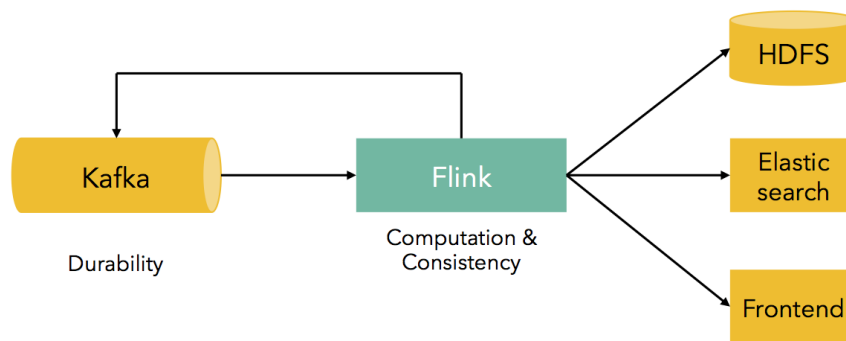 HDFS
Kafka
Flink
Elastic
search
Durability
Computation &
Consistency
Frontend